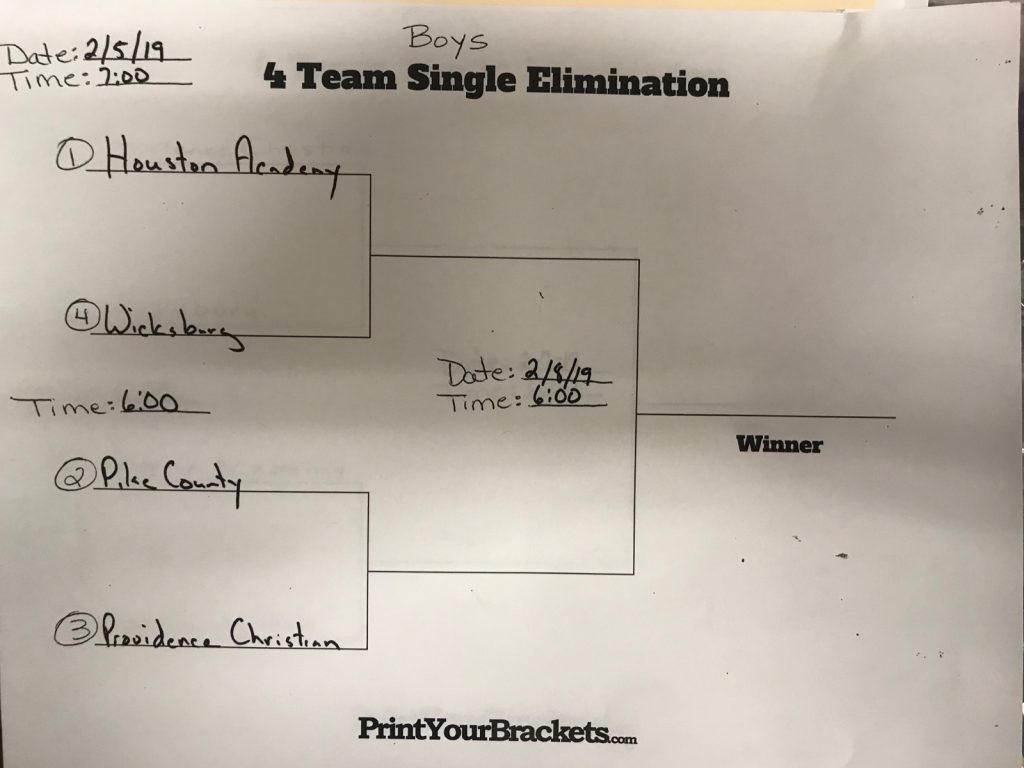 Boys
Date: 2/5/19
Time: 7:00
4 Team Single Elimination
① Houston Academy
④ Wicksburg
Date: 2/8/19
Time: 6:00
Time: 6:00
Winner
② Pike County
③ Providence Christian
PrintYourBrackets.com